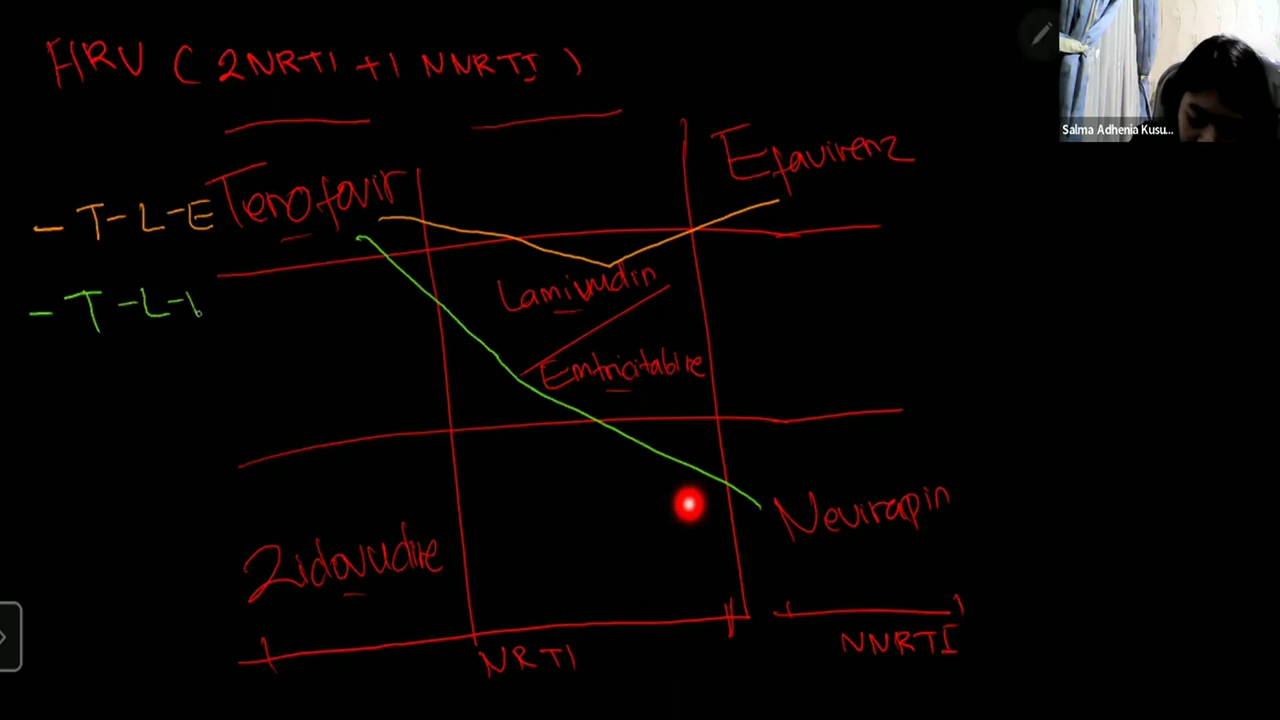 HRV (2NRTI + 1 NNRTI)
Salma Adhenia Kusu...
Efavirenz
- T-L-E
Tenofovir
- T-L-
Lamivudin
Emtricitabine
Nevirapin
Zidovudine
NRTI
NNRTI